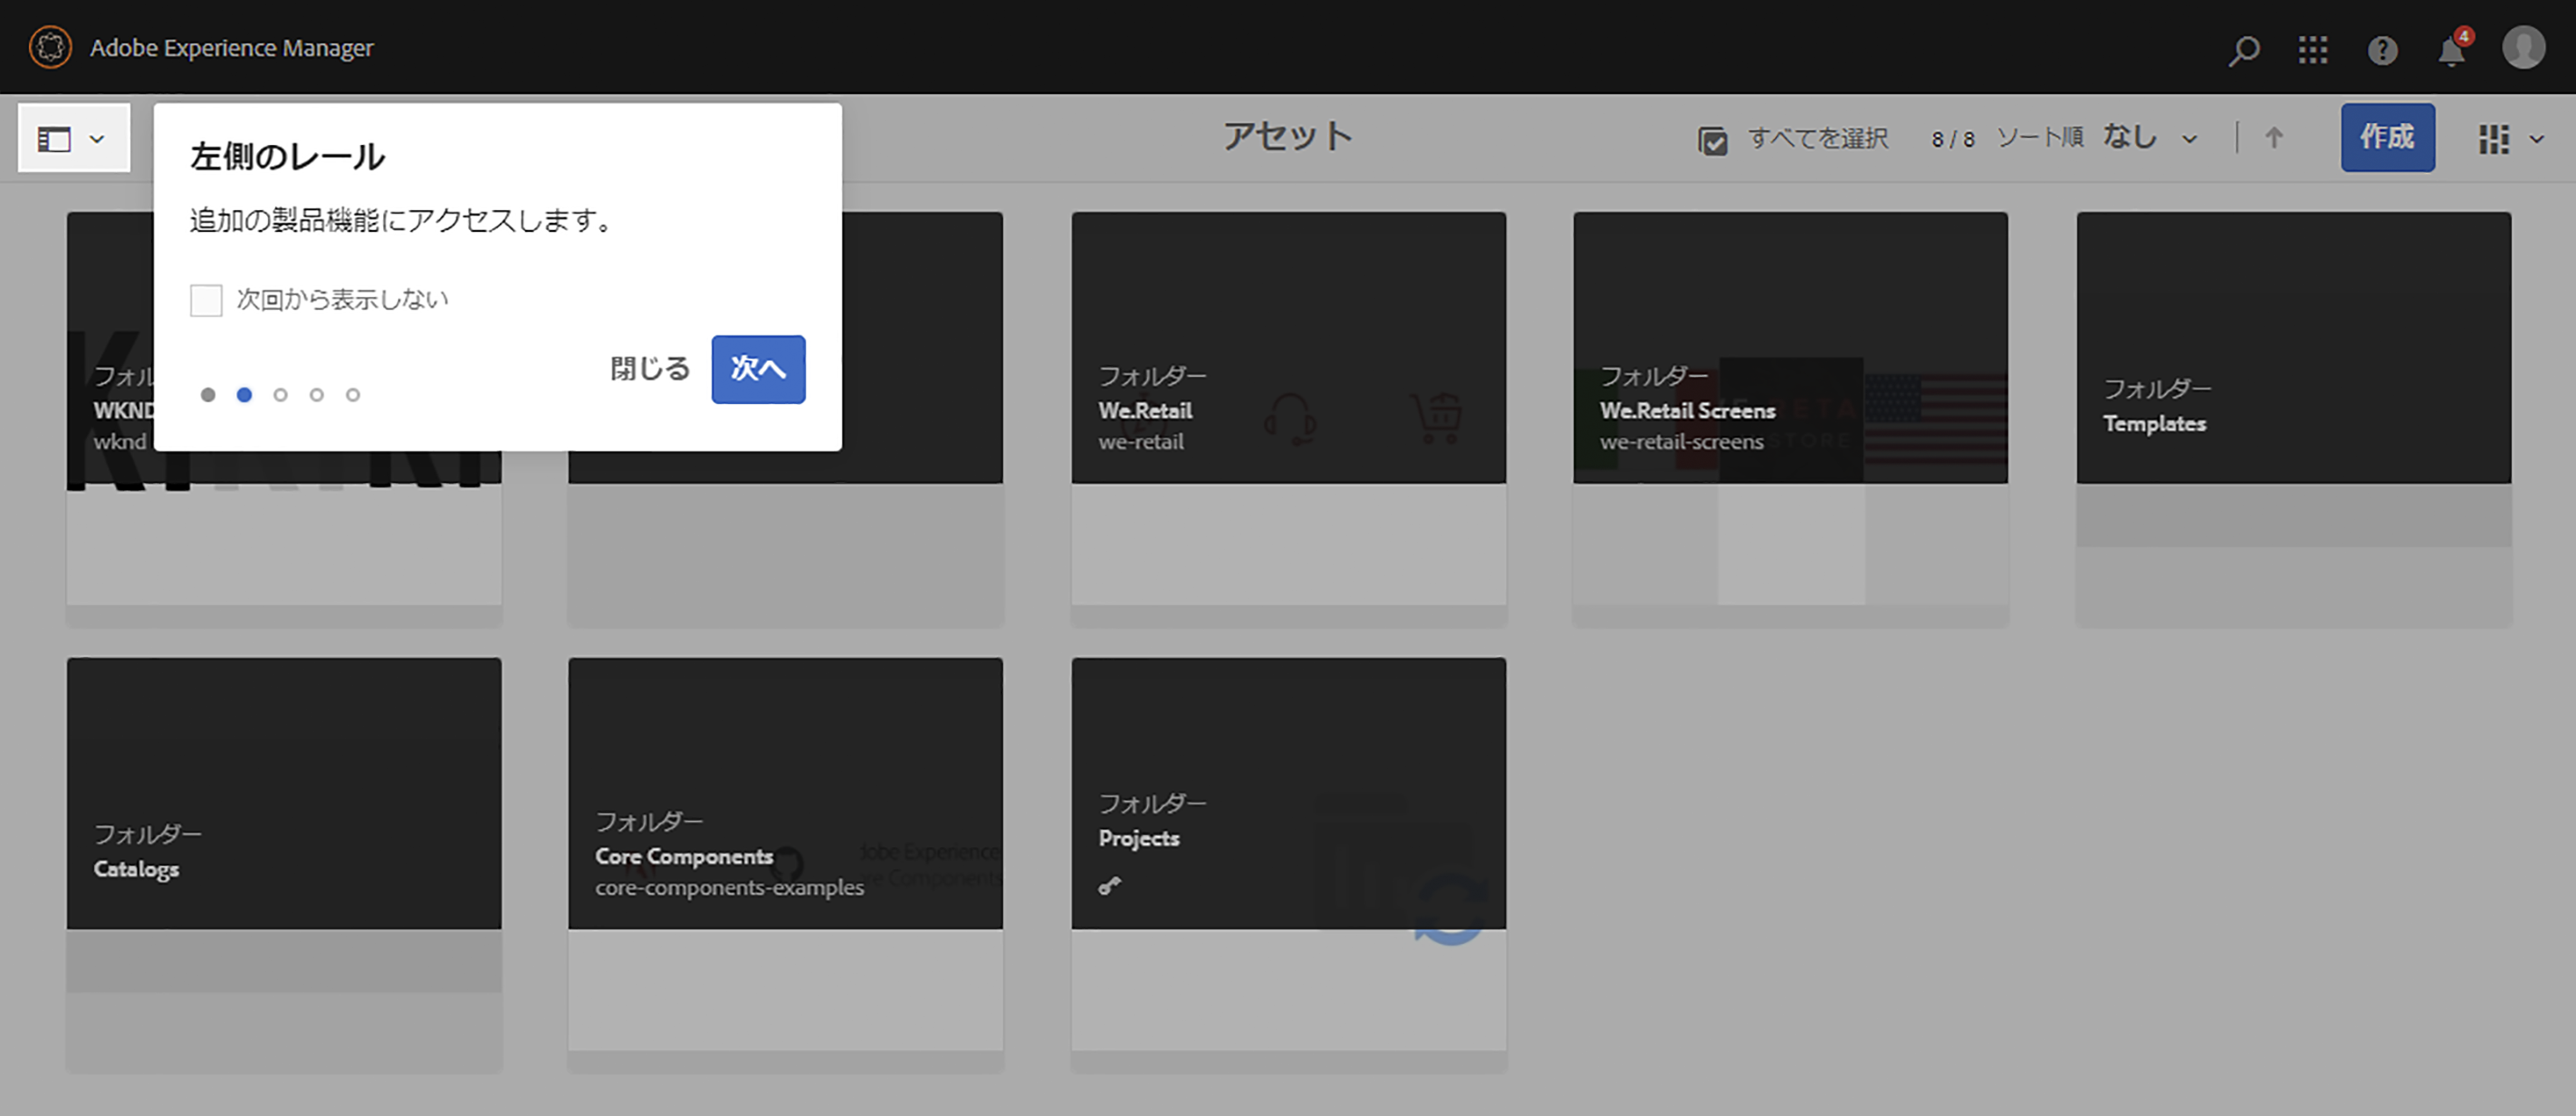 Adobe Experience Manager
4
アセット
すべてを選択 8 / 8 ソート順 なし
作成
左側のレール
追加の製品機能にアクセスします。
次回から表示しない
閉じる 次へ
WKND
wknd
フォルダー
We.Retail
we-retail
フォルダー
We.Retail Screens
we-retail-screens
フォルダー
Templates
フォルダー
Catalogs
フォルダー
Core Components
core-components-examples
フォルダー
Projects